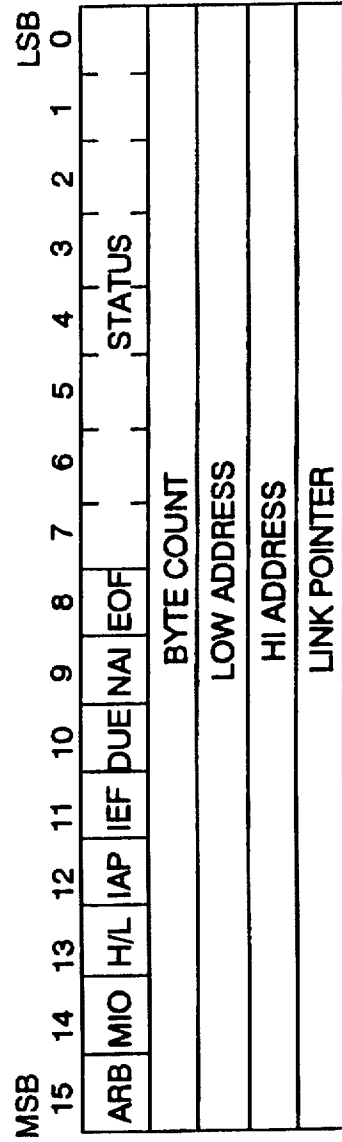 MSB LSB
15 14 13 12 11 10 9 8 7 6 5 4 3 2 1 0
ARB MIO H/L IAP IEF DUE NAI EOF STATUS
BYTE COUNT
LOW ADDRESS
HI ADDRESS
LINK POINTER